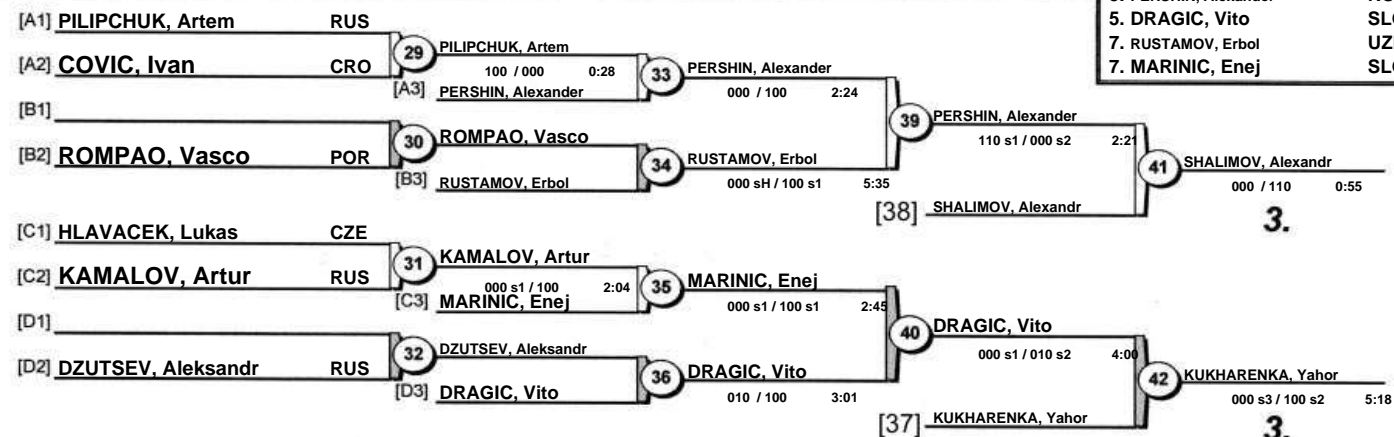 5. DRAGIC, Vito
7. RUSTAMOV, Erbol
7. MARINIC, Enej
[A1] PILIPCHUK, Artem RUS
[A2] COVIC, Ivan CRO
29
PILIPCHUK, Artem
100 / 000 0:28
[A3] PERSHIN, Alexander
33
PERSHIN, Alexander
000 / 100 2:24
[B1]
[B2] ROMPAO, Vasco POR
30
ROMPAO, Vasco
[B3] RUSTAMOV, Erbol
34
RUSTAMOV, Erbol
000 sH / 100 s1 5:35
39
PERSHIN, Alexander
110 s1 / 000 s2 2:21
[38] SHALIMOV, Alexandr
41
SHALIMOV, Alexandr
000 / 110 0:55
3.
[C1] HLAVACEK, Lukas CZE
[C2] KAMALOV, Artur RUS
31
KAMALOV, Artur
000 s1 / 100 2:04
[C3] MARINIC, Enej
35
MARINIC, Enej
000 s1 / 100 s1 2:45
[D1]
[D2] DZUTSEV, Aleksandr RUS
32
DZUTSEV, Aleksandr
[D3] DRAGIC, Vito
36
DRAGIC, Vito
010 / 100 3:01
40
DRAGIC, Vito
000 s1 / 010 s2 4:00
[37] KUKHARENKA, Yahor
42
KUKHARENKA, Yahor
000 s3 / 100 s2 5:18
3.